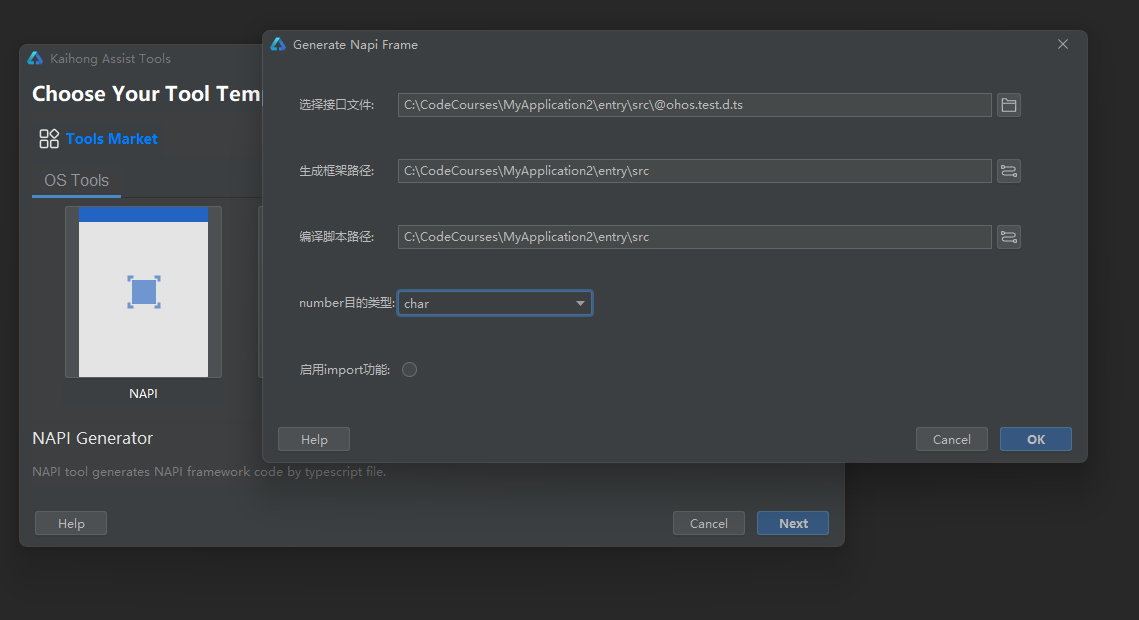 Kaihong Assist Tools
Choose Your Tool Tem
Tools Market
OS Tools
NAPI
NAPI Generator
NAPI tool generates NAPI framework code by typescript file.
Help
Cancel
Next
Generate Napi Frame
选择接口文件:
C:\CodeCourses\MyApplication2\entry\src\@ohos.test.d.ts
生成框架路径:
C:\CodeCourses\MyApplication2\entry\src
编译脚本路径:
C:\CodeCourses\MyApplication2\entry\src
number目的类型:
char
启用import功能:
Help
Cancel
OK